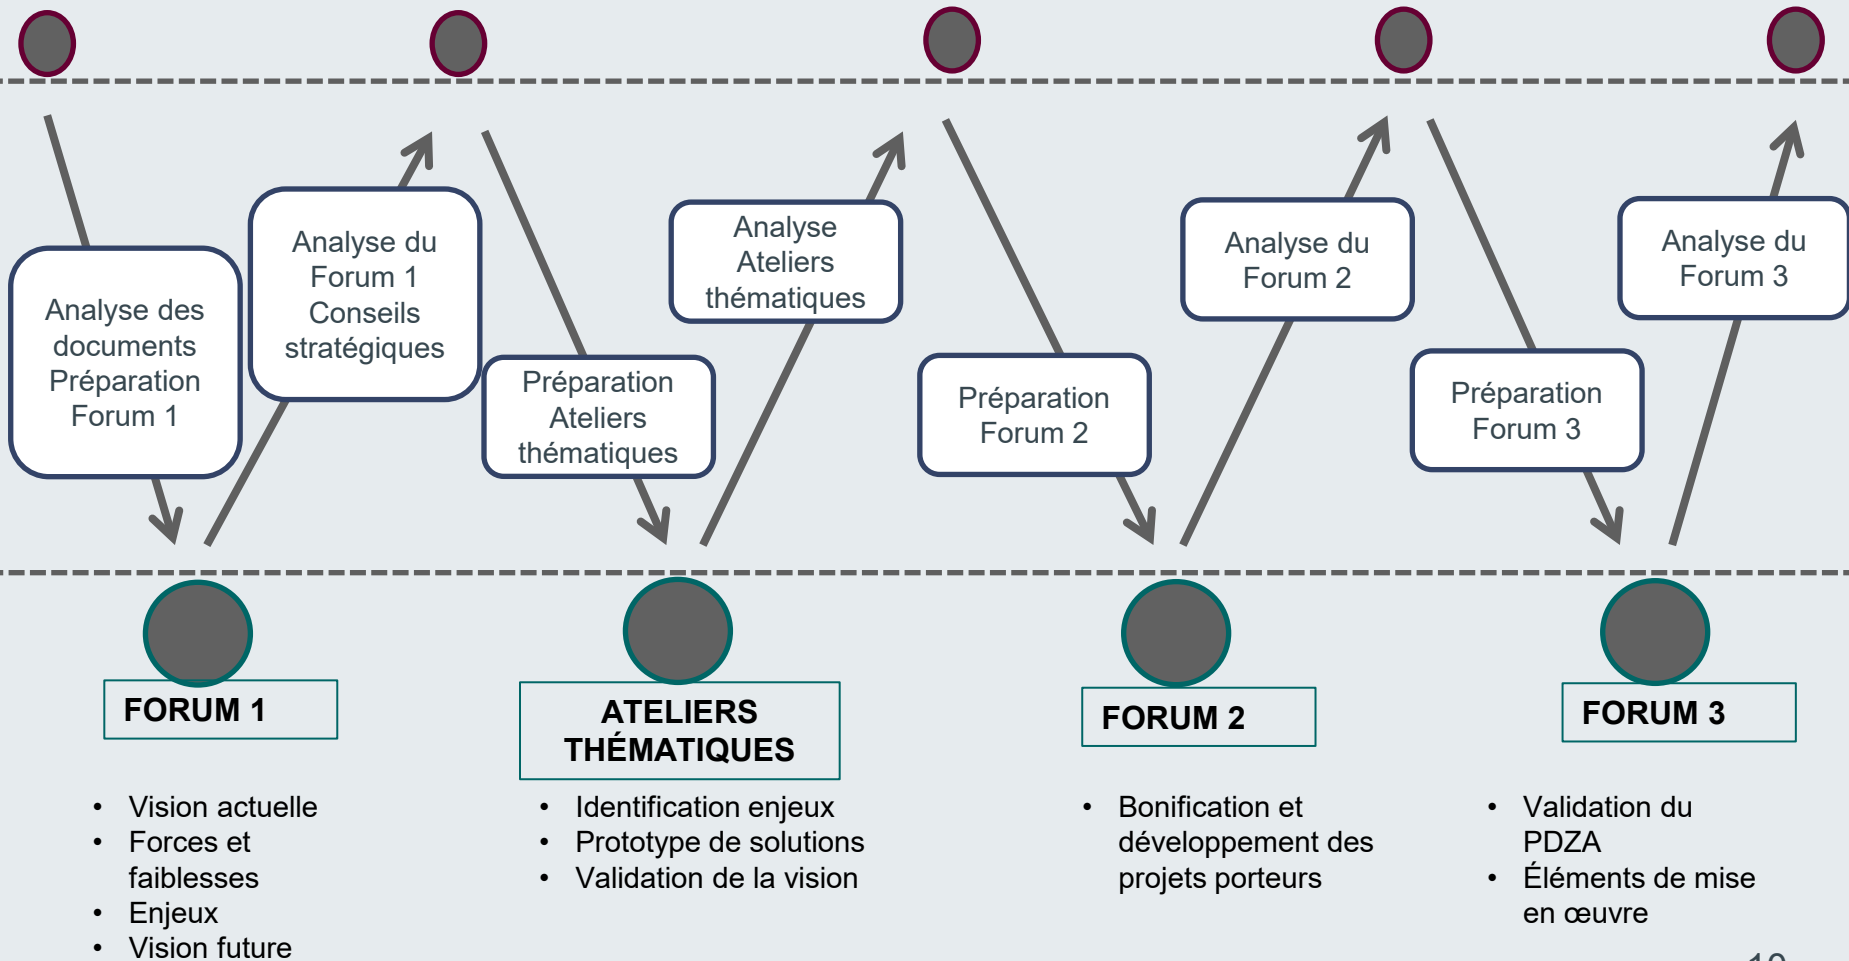 Analyse des
documents
Préparation
Forum 1
Analyse du
Forum 1
Conseils
stratégiques
Préparation
Ateliers
thématiques
Analyse
Ateliers
thématiques
Préparation
Forum 2
Analyse du
Forum 2
Préparation
Forum 3
Analyse du
Forum 3
FORUM 1
• Vision actuelle
• Forces et
faiblesses
• Enjeux
• Vision future
ATELIERS
THÉMATIQUES
• Identification enjeux
• Prototype de solutions
• Validation de la vision
FORUM 2
• Bonification et
développement des
projets porteurs
FORUM 3
• Validation du
PDZA
• Éléments de mise
en œuvre